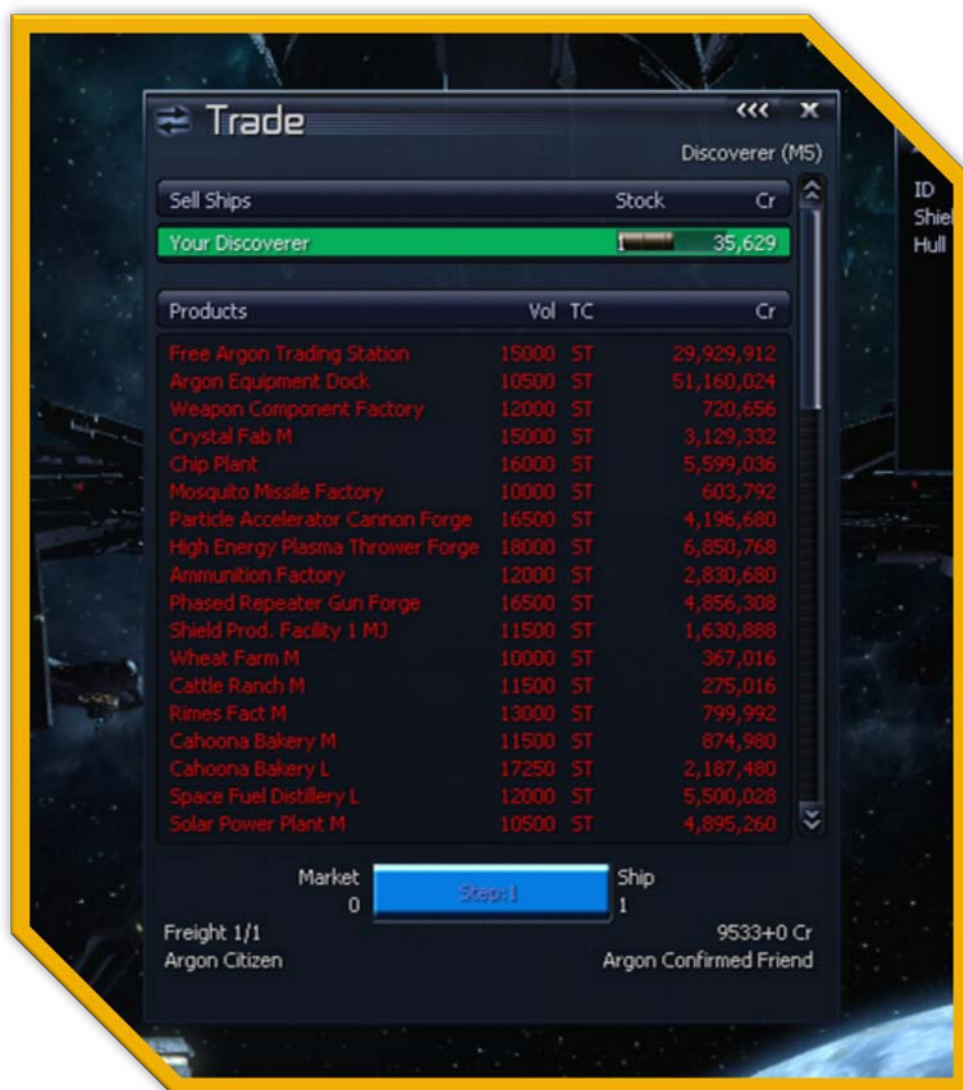 Trade
<<< X
Discoverer (M5)
Sell Ships Stock Cr
Your Discoverer 1 35,629
Products Vol TC Cr
Free Argon Trading Station 15000 ST 29,929,912
Argon Equipment Dock 10500 ST 51,160,024
Weapon Component Factory 12000 ST 720,656
Crystal Fab M 15000 ST 3,129,332
Chip Plant 16000 ST 5,599,036
Mosquito Missile Factory 10000 ST 603,792
Particle Accelerator Cannon Forge 16500 ST 4,196,680
High Energy Plasma Thrower Forge 18000 ST 6,850,768
Ammunition Factory 12000 ST 2,830,680
Phased Repeater Gun Forge 16500 ST 4,856,308
Shield Prod. Facility 1 MJ 11500 ST 1,630,888
Wheat Farm M 10000 ST 367,016
Cattle Ranch M 11500 ST 275,016
Rimes Fact M 13000 ST 799,992
Cahoona Bakery M 11500 ST 874,980
Cahoona Bakery L 17250 ST 2,187,480
Space Fuel Distillery L 12000 ST 5,500,028
Solar Power Plant M 10500 ST 4,895,260
Market Step:1 Ship
0 1
Freight 1/1 9533+0 Cr
Argon Citizen Argon Confirmed Friend
ID
Shiel
Hull